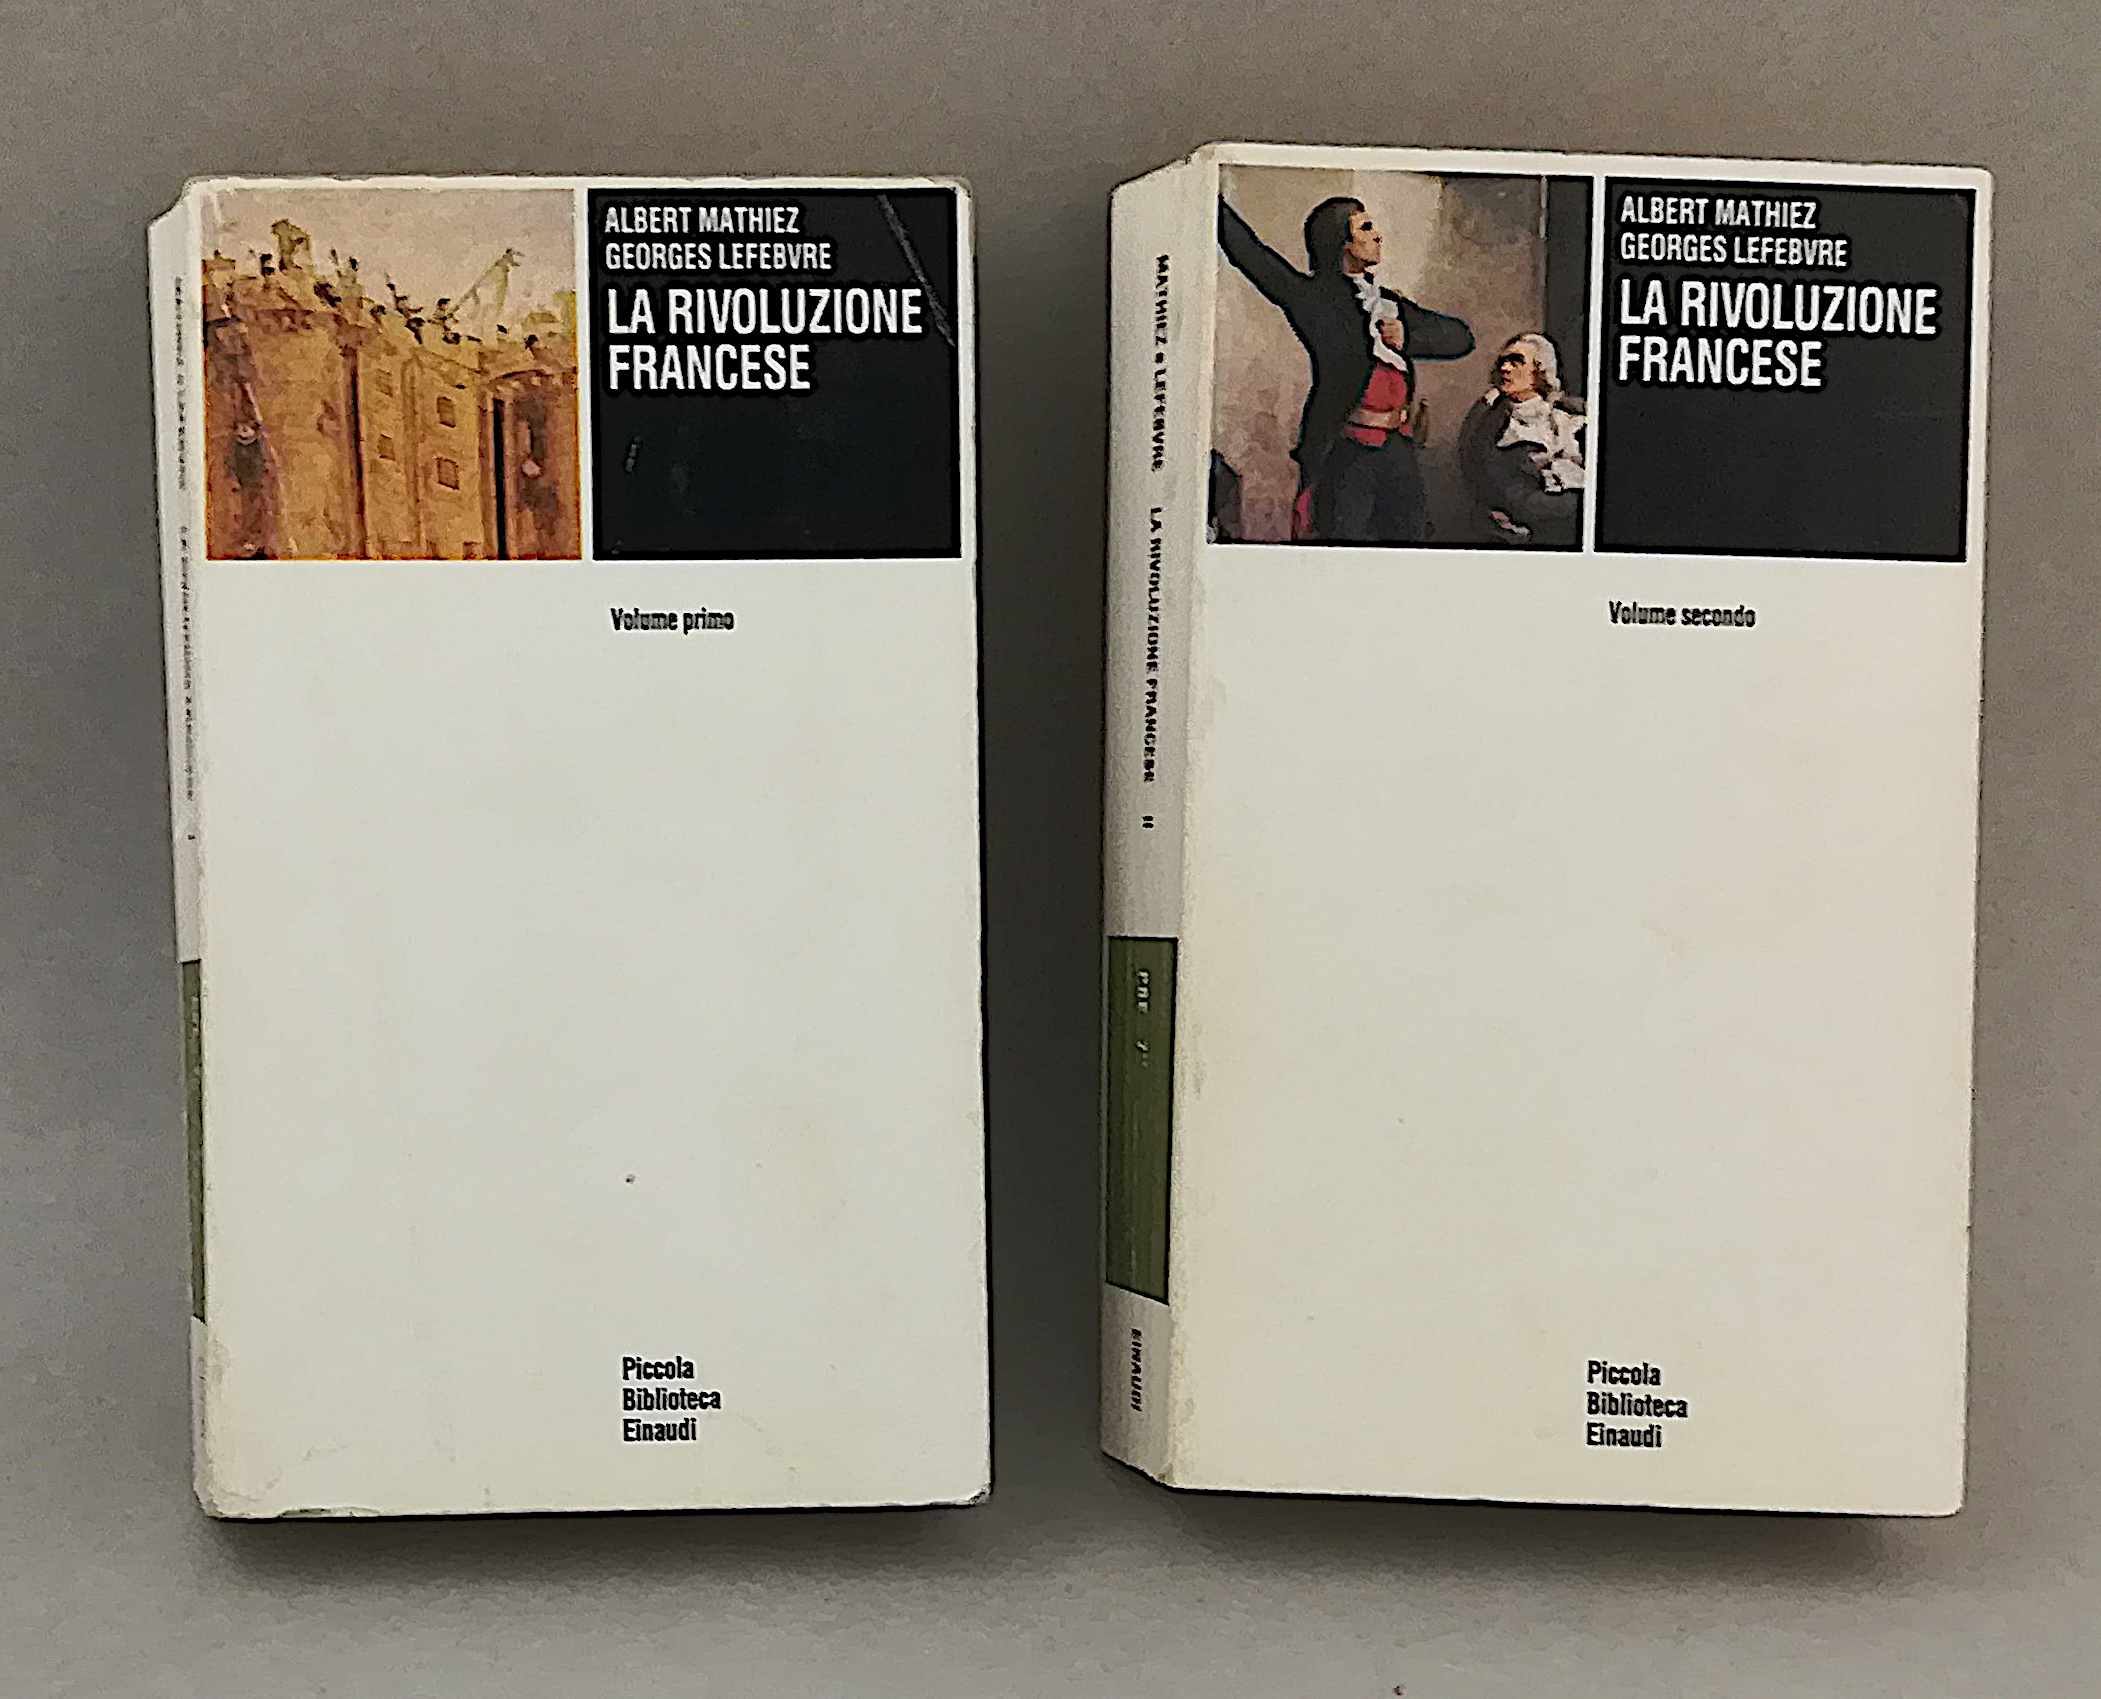 ALBERT MATHIEZ
GEORGES LEFEBVRE
LA RIVOLUZIONE
FRANCESE
Volume primo
Piccola
Biblioteca
Einaudi
MATHIEZ e LEFEBVRE LA RIVOLUZIONE FRANCESE II
PBE
EINAUDI
ALBERT MATHIEZ
GEORGES LEFEBVRE
LA RIVOLUZIONE
FRANCESE
Volume secondo
Piccola
Biblioteca
Einaudi